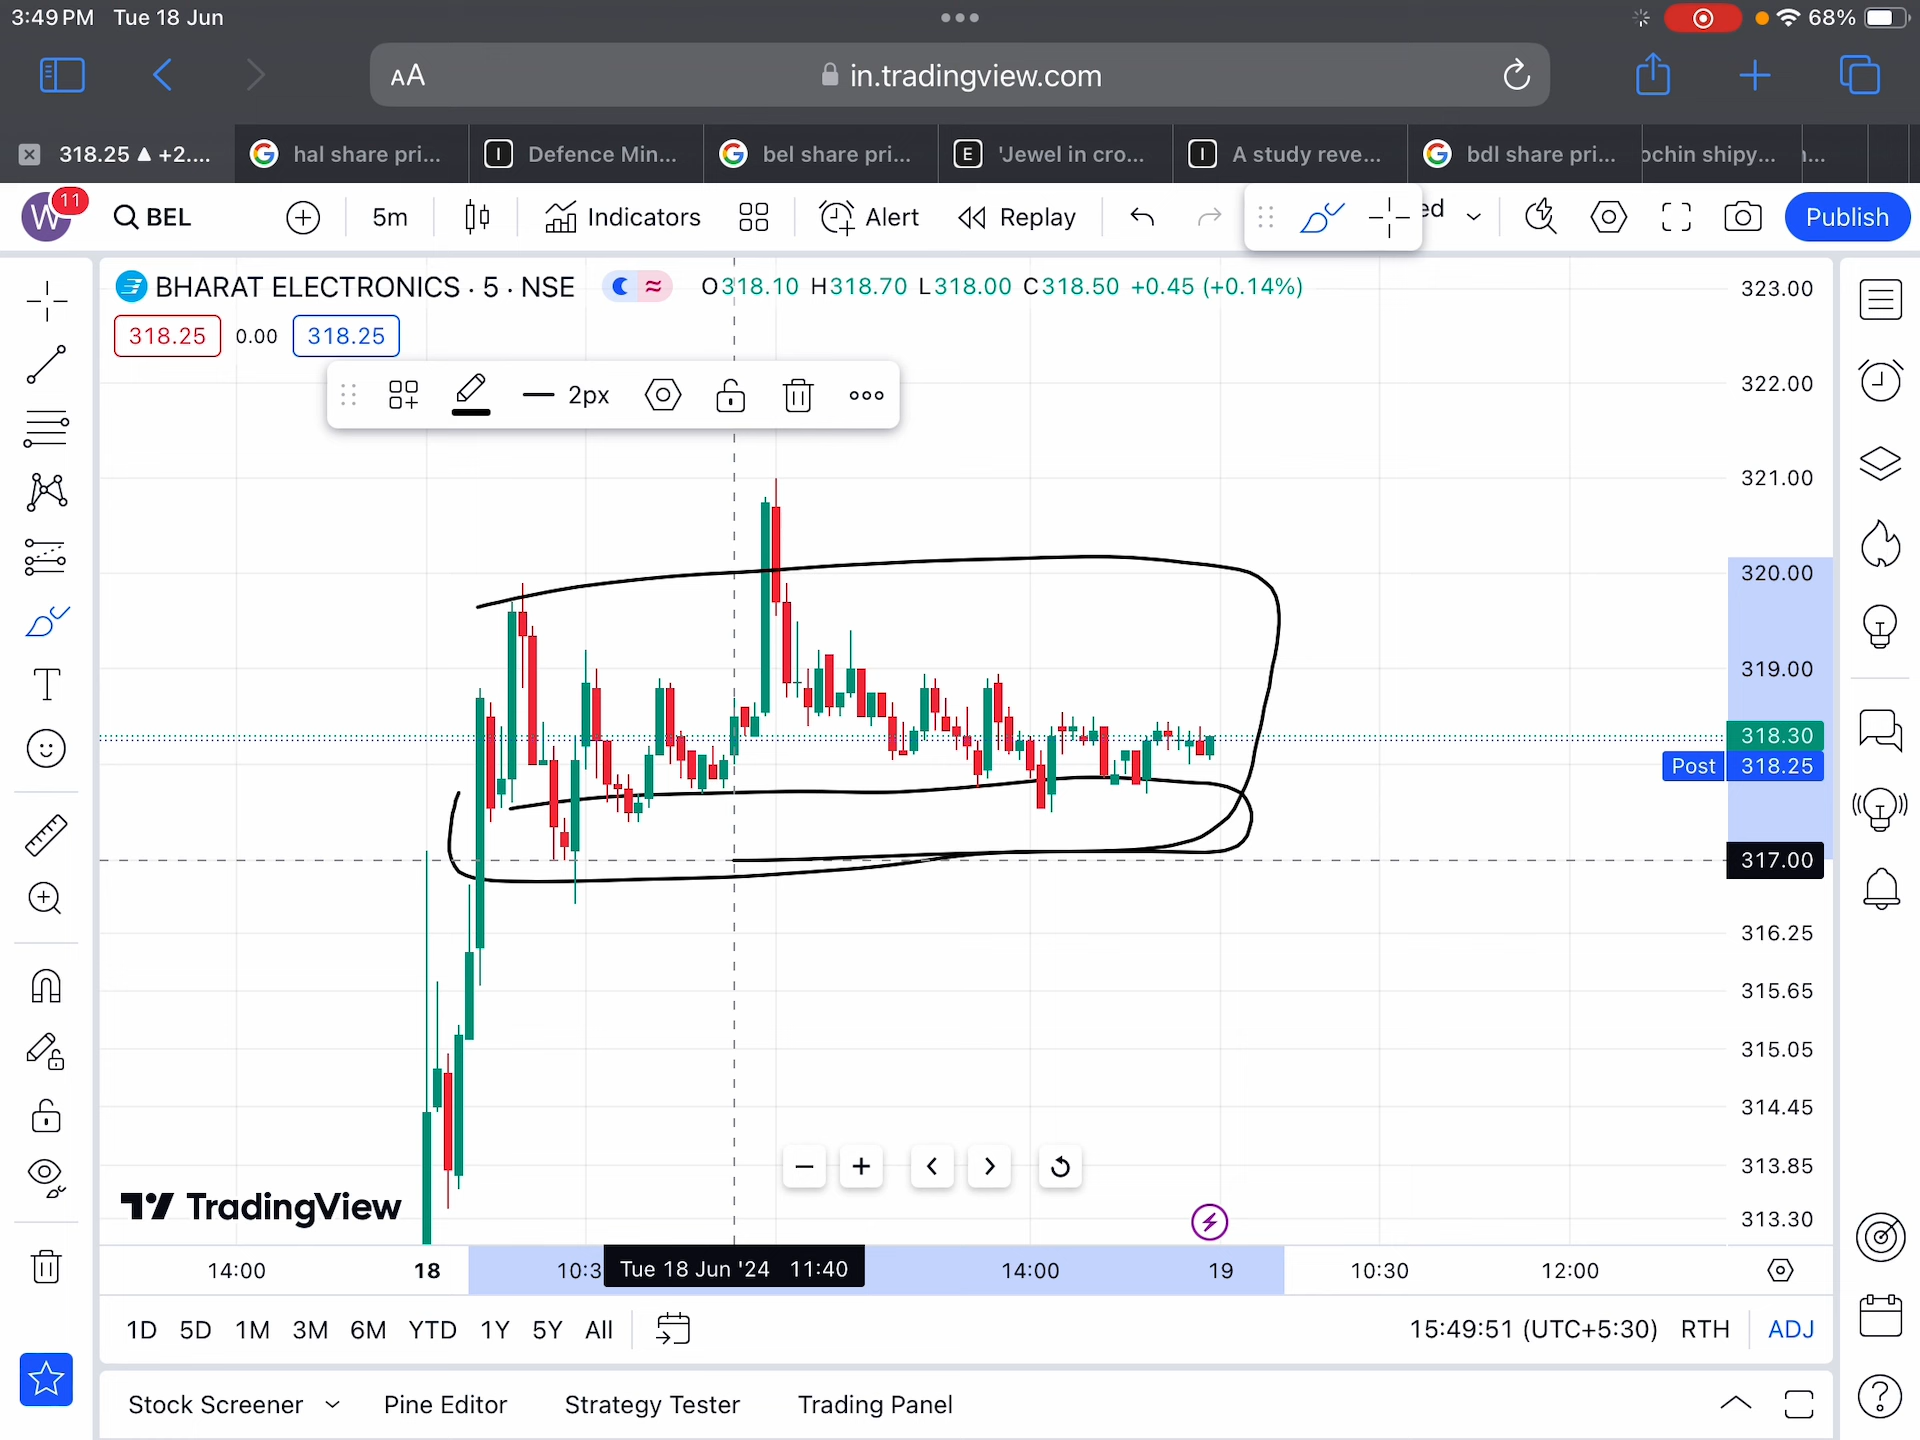 3:49 PM Tue 18 Jun 68%
AA in.tradingview.com
318.25 ▲ +2.... hal share pri... Defence Min... bel share pri... 'Jewel in cro... A study reve... bdl share pri... ochin shipy...
W 11 BEL 5m Indicators Alert Replay ed Publish
BHARAT ELECTRONICS · 5 · NSE O318.10 H318.70 L318.00 C318.50 +0.45 (+0.14%)
318.25 0.00 318.25
2px
323.00
322.00
321.00
320.00
319.00
318.30
Post 318.25
317.00
316.25
315.65
315.05
314.45
313.85
313.30
TradingView
14:00 18 10:3 Tue 18 Jun '24 11:40 14:00 19 10:30 12:00
1D 5D 1M 3M 6M YTD 1Y 5Y All 15:49:51 (UTC+5:30) RTH ADJ
Stock Screener Pine Editor Strategy Tester Trading Panel